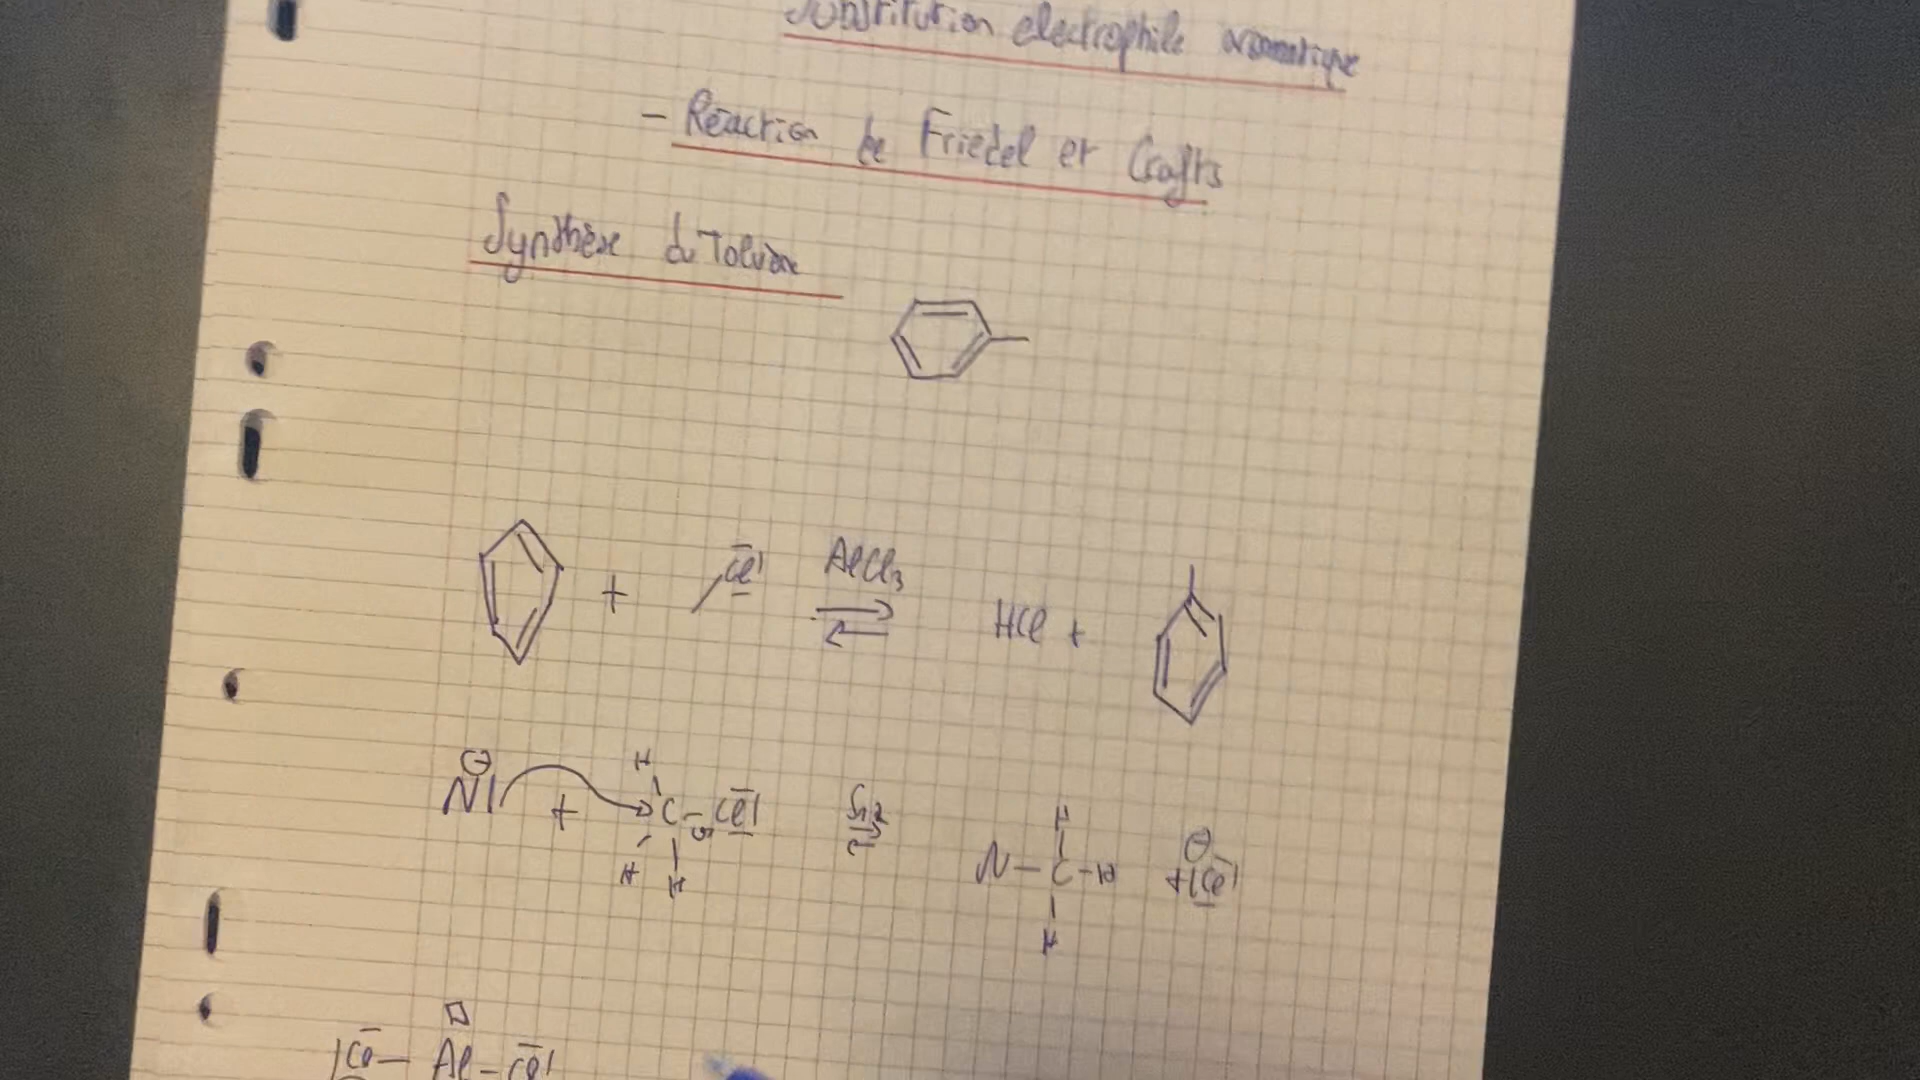 Substitution electrophile aromatique
- Réaction de Friedel et Crafts
Synthèse du Toluène
+ Cl AlCl3 HCl +
H
N| ⊖ + C - Cl Sn2 H
H H N - C - H + |Cl| ⊖
H
Cl - Al - Cl